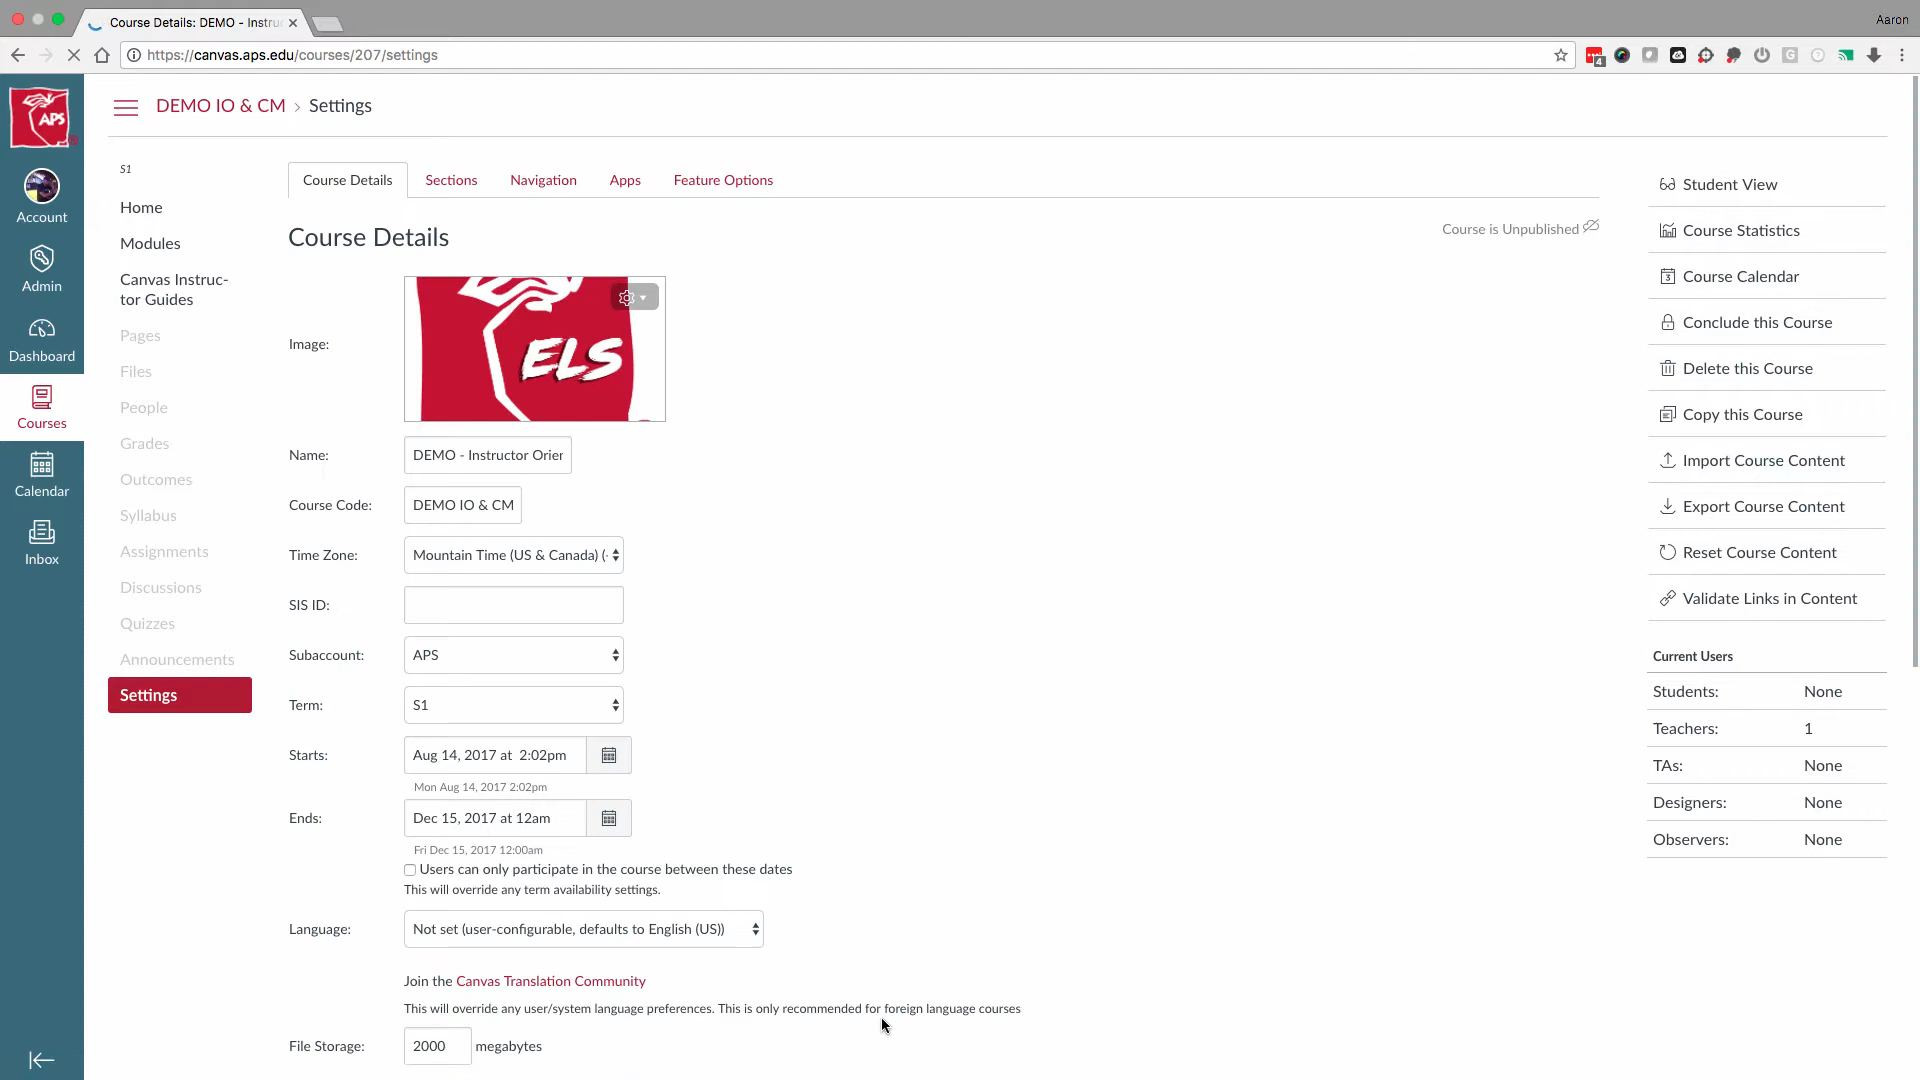 Course Details: DEMO - Instru
Aaron
https://canvas.aps.edu/courses/207/settings
4
APS
DEMO IO & CM > Settings
Account
Admin
Dashboard
Courses
Calendar
Inbox
S1
Home
Modules
Canvas Instruc-
tor Guides
Pages
Files
People
Grades
Outcomes
Syllabus
Assignments
Discussions
Quizzes
Announcements
Settings
Course Details
Sections
Navigation
Apps
Feature Options
Course Details
Course is Unpublished
Image:
ELS
Name: DEMO - Instructor Orier
Course Code: DEMO IO & CM
Time Zone: Mountain Time (US & Canada) (-
SIS ID:
Subaccount: APS
Term: S1
Starts: Aug 14, 2017 at 2:02pm
Mon Aug 14, 2017 2:02pm
Ends: Dec 15, 2017 at 12am
Fri Dec 15, 2017 12:00am
Users can only participate in the course between these dates
This will override any term availability settings.
Language: Not set (user-configurable, defaults to English (US))
Join the Canvas Translation Community
This will override any user/system language preferences. This is only recommended for foreign language courses
File Storage: 2000 megabytes
Student View
Course Statistics
Course Calendar
Conclude this Course
Delete this Course
Copy this Course
Import Course Content
Export Course Content
Reset Course Content
Validate Links in Content
Current Users
Students: None
Teachers: 1
TAs: None
Designers: None
Observers: None